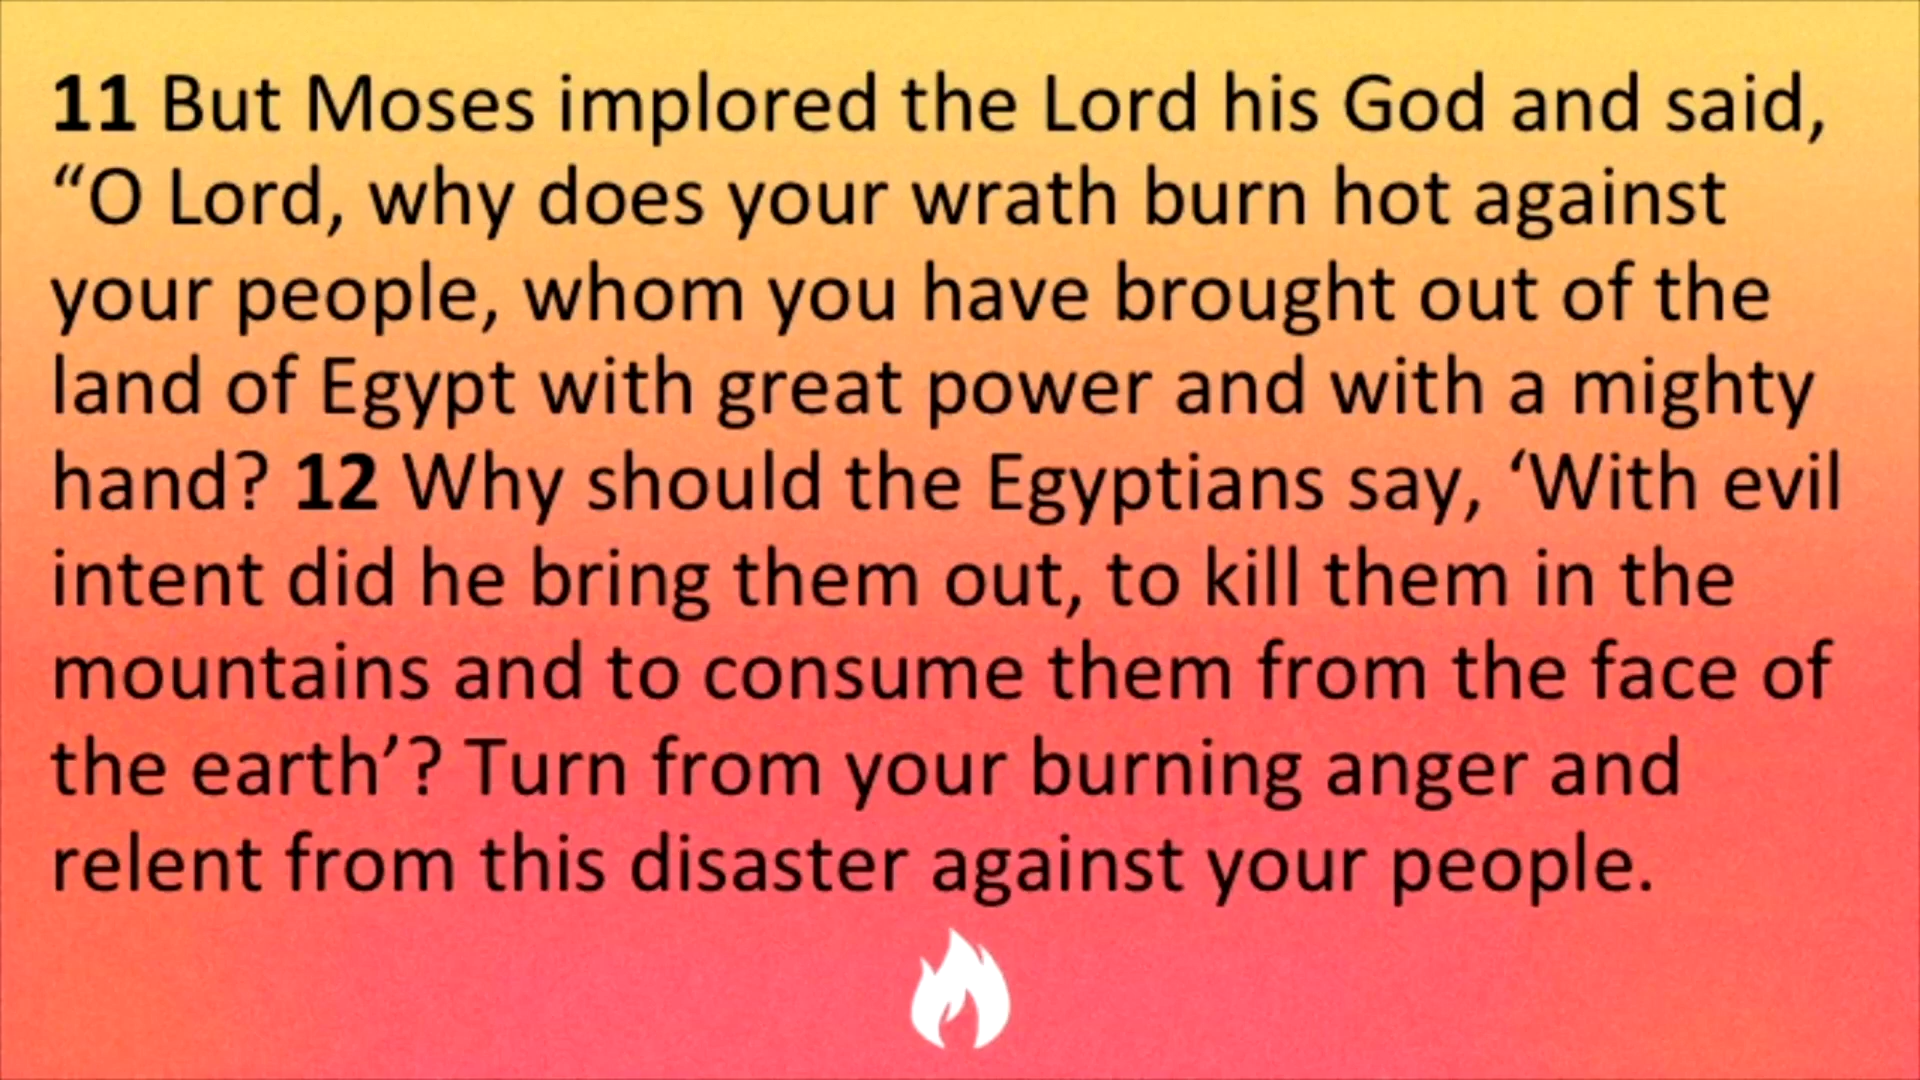 11 But Moses implored the Lord his God and said,
“O Lord, why does your wrath burn hot against
your people, whom you have brought out of the
land of Egypt with great power and with a mighty
hand? 12 Why should the Egyptians say, ‘With evil
intent did he bring them out, to kill them in the
mountains and to consume them from the face of
the earth’? Turn from your burning anger and
relent from this disaster against your people.